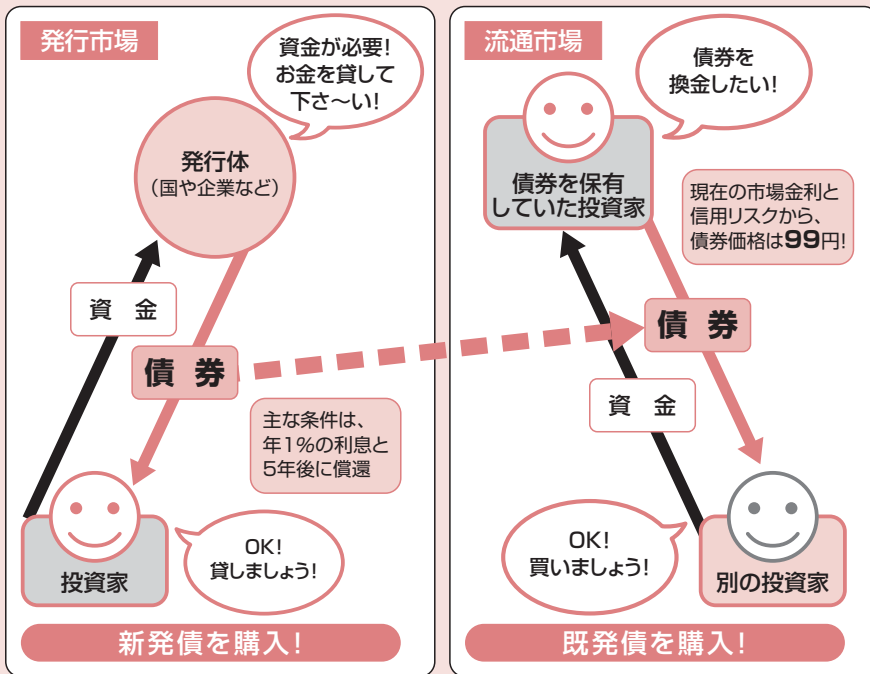 発行市場
資金が必要!
お金を貸して
下さ〜い!
発行体
(国や企業など)
資 金
債 券
主な条件は、
年1%の利息と
5年後に償還
OK!
貸しましょう!
投資家
新発債を購入!
流通市場
債券を
換金したい!
債券を保有
していた投資家
現在の市場金利と
信用リスクから、
債券価格は99円!
債 券
資 金
OK!
買いましょう!
別の投資家
既発債を購入!